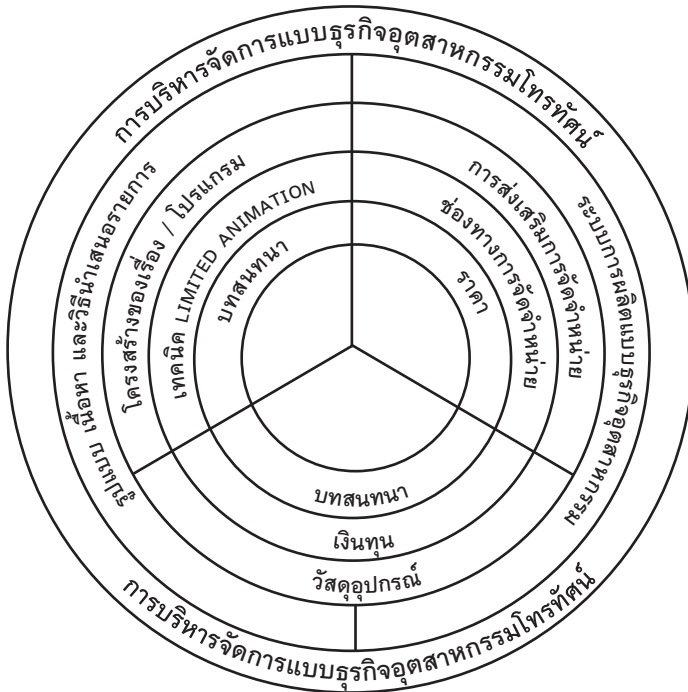 การบริหารจัดการแบบธุรกิจอุตสาหกรรมโทรทัศน์
รูปแบบ เนื้อหา และวิธีนำเสนอรายการ
โครงสร้างของเรื่อง / โปรแกรม
เทคนิค LIMITED ANIMATION
บทสนทนา
ระบบการผลิตแบบธุรกิจอุตสาหกรรม
การส่งเสริมการจัดจำหน่าย
ช่องทางการจัดจำหน่าย
ราคา
บทสนทนา
เงินทุน
วัสดุอุปกรณ์
การบริหารจัดการแบบธุรกิจอุตสาหกรรมโทรทัศน์